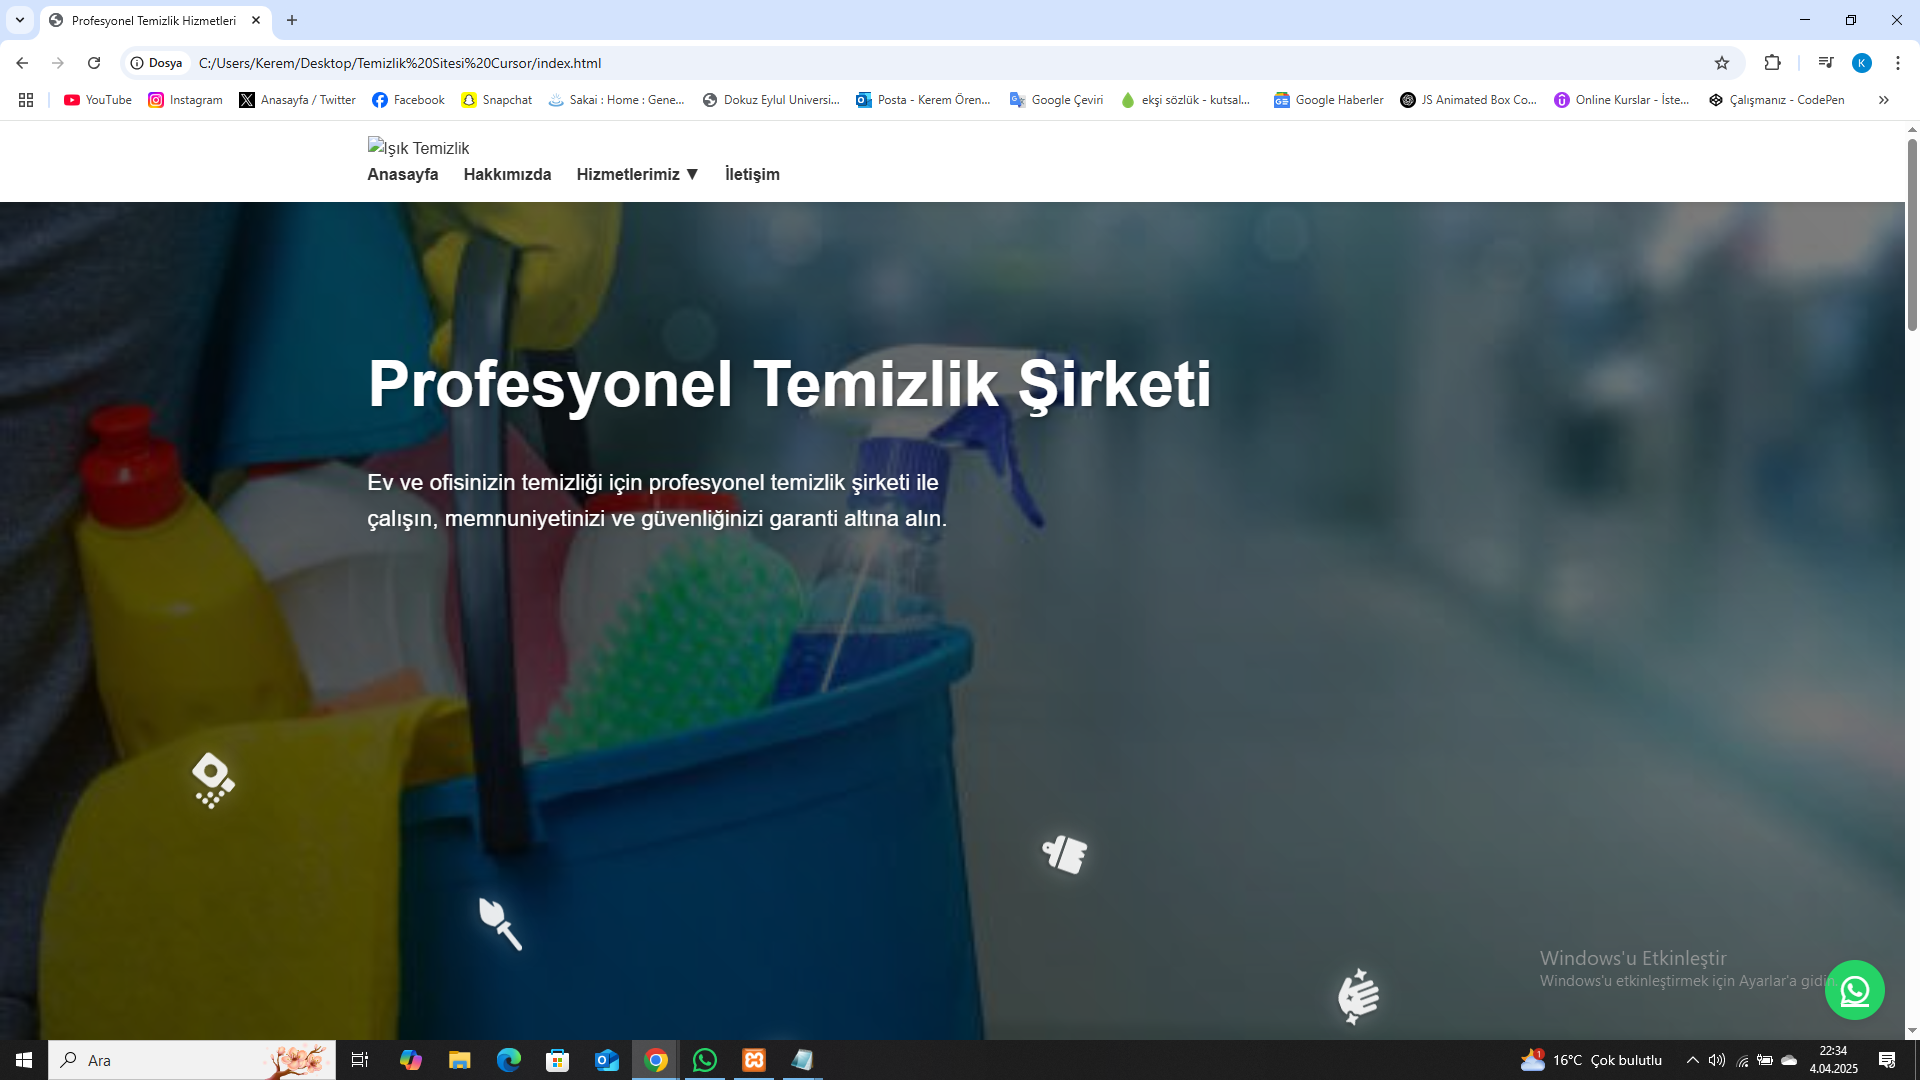 Profesyonel Temizlik Hizmetleri
Dosya
C:/Users/Kerem/Desktop/Temizlik%20Sitesi%20Cursor/index.html
K
YouTube
Instagram
Anasayfa / Twitter
Facebook
Snapchat
Sakai : Home : Gene...
Dokuz Eylul Universi...
Posta - Kerem Ören...
Google Çeviri
ekşi sözlük - kutsal...
Google Haberler
JS Animated Box Co...
Online Kurslar - İste...
Çalışmanız - CodePen
Işık Temizlik
Anasayfa
Hakkımızda
Hizmetlerimiz ▼
İletişim
Profesyonel Temizlik Şirketi
Ev ve ofisinizin temizliği için profesyonel temizlik şirketi ile
çalışın, memnuniyetinizi ve güvenliğinizi garanti altına alın.
Windows'u Etkinleştir
Windows'u etkinleştirmek için Ayarlar'a gidin.
Ara
1
16°C Çok bulutlu
22:34
4.04.2025